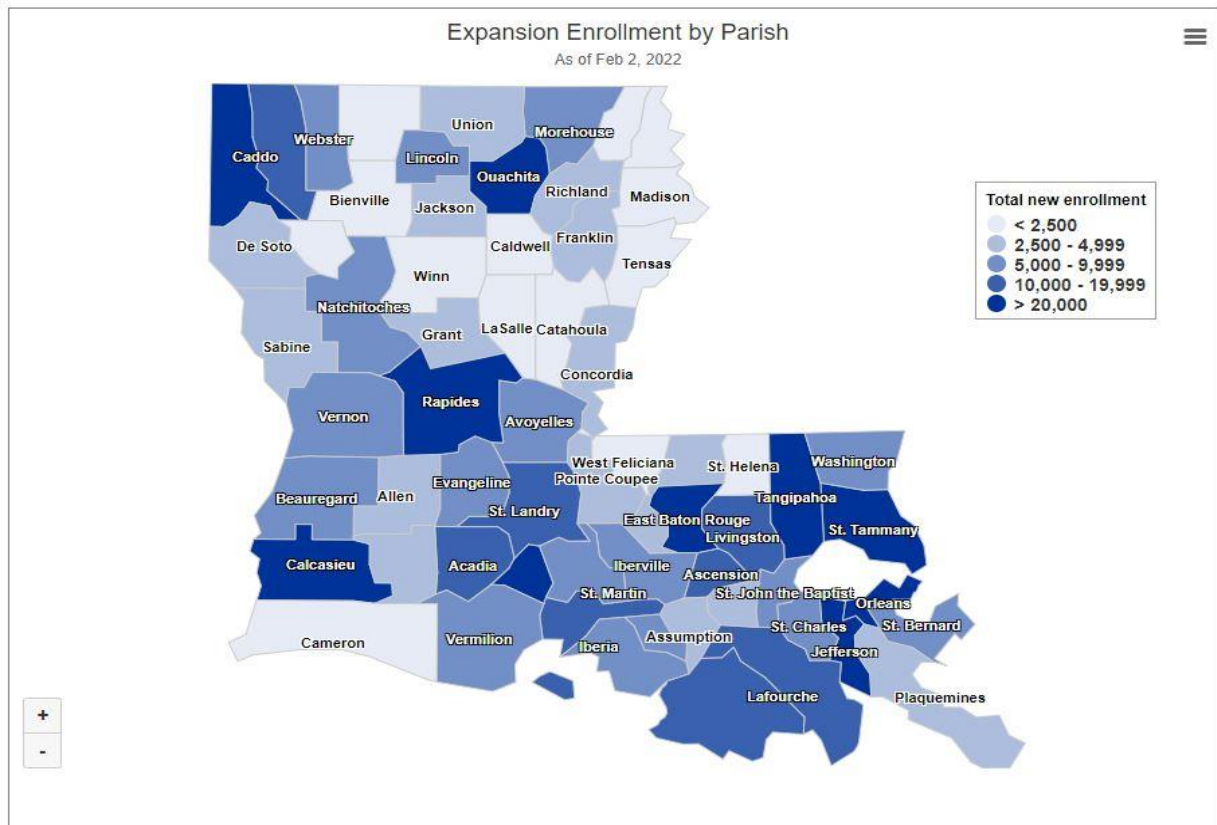 Expansion Enrollment by Parish
As of Feb 2, 2022
Union
Morehouse
Webster
Caddo
Lincoln
Ouachita
Richland
Madison
Bienville
Jackson
De Soto
Caldwell
Franklin
Tensas
Winn
Natchitoches
Grant
LaSalle
Catahoula
Sabine
Concordia
Rapides
Vernon
Avoyelles
West Feliciana
St. Helena
Washington
Pointe Coupee
Evangeline
Beauregard
Allen
Tangipahoa
St. Landry
East Baton Rouge
St. Tammany
Livingston
Calcasieu
Acadia
Iberville
Ascension
St. Martin
St. John the Baptist
Orleans
St. Charles
St. Bernard
Cameron
Vermilion
Iberia
Assumption
Jefferson
Lafourche
Plaquemines
Total new enrollment
< 2,500
2,500 - 4,999
5,000 - 9,999
10,000 - 19,999
> 20,000
+
-